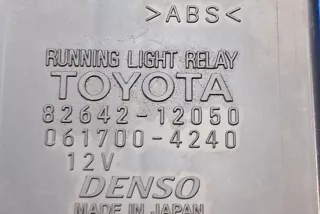 >ABS<
RUNNING LIGHT RELAY
TOYOTA
82642-12050
061700-4240
12V
DENSO
MADE IN JAPAN